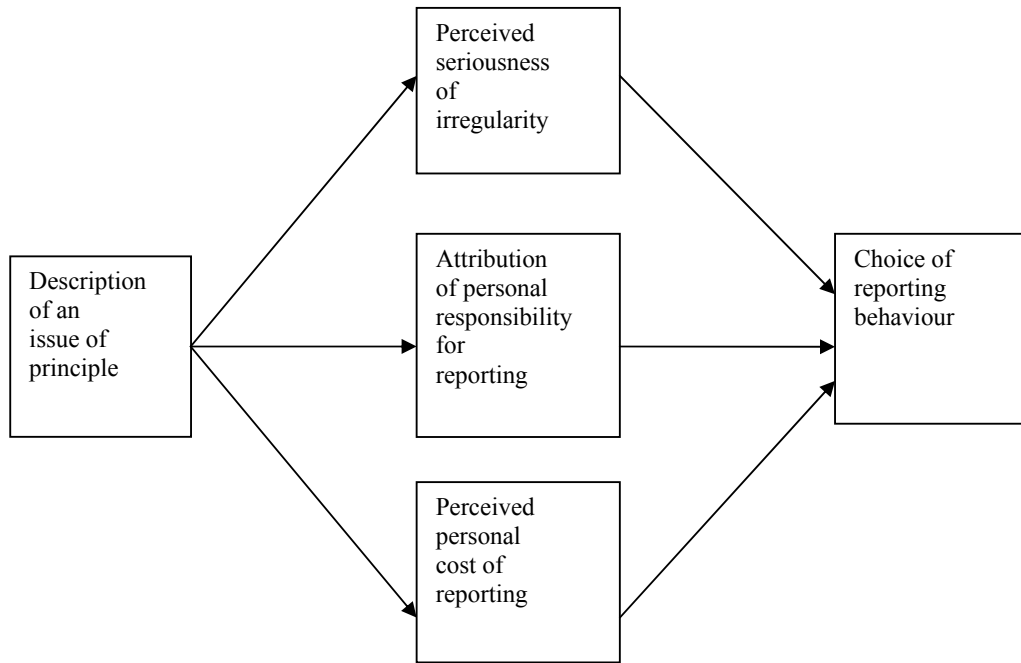 Perceived
seriousness
of
irregularity
Description
of an
issue of
principle
Attribution
of personal
responsibility
for
reporting
Choice of
reporting
behaviour
Perceived
personal
cost of
reporting